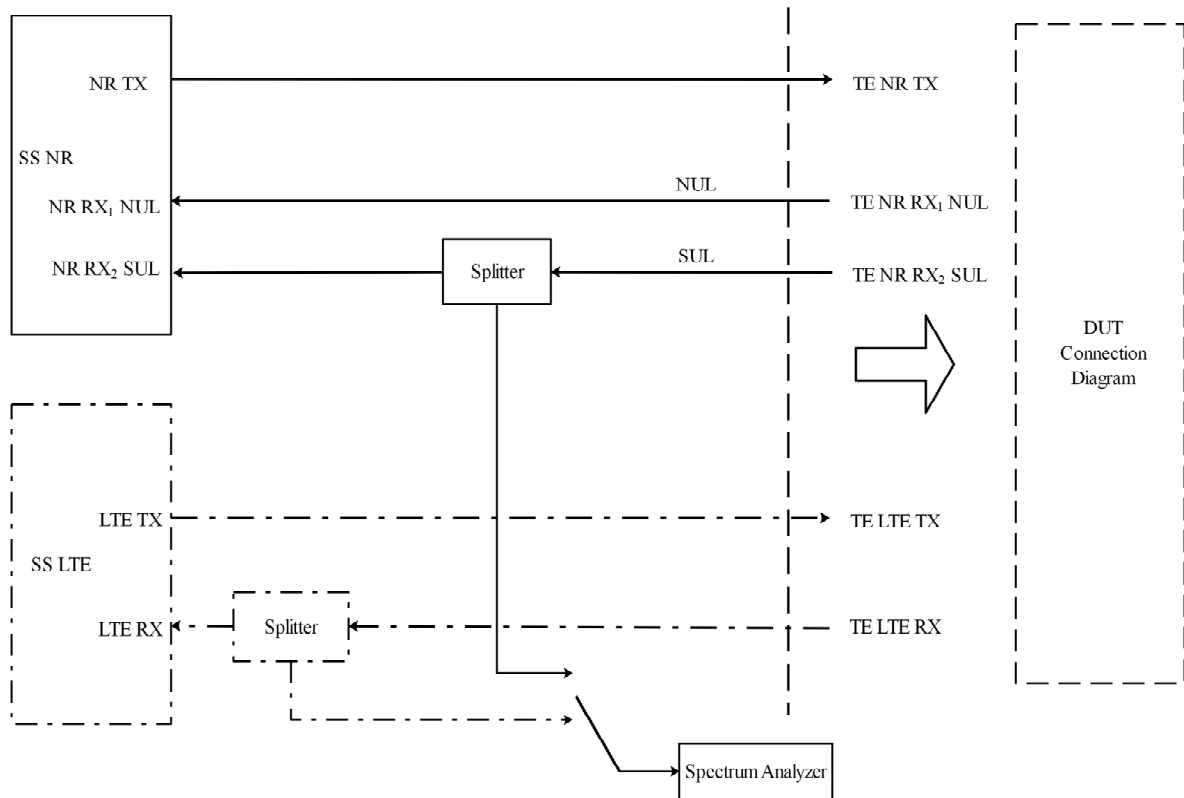 NR TX
TE NR TX
SS NR
NUL
NR RX₁ NUL
TE NR RX₁ NUL
SUL
NR RX₂ SUL
Splitter
TE NR RX₂ SUL
DUT
Connection
Diagram
LTE TX
TE LTE TX
SS LTE
LTE RX
Splitter
TE LTE RX
Spectrum Analyzer